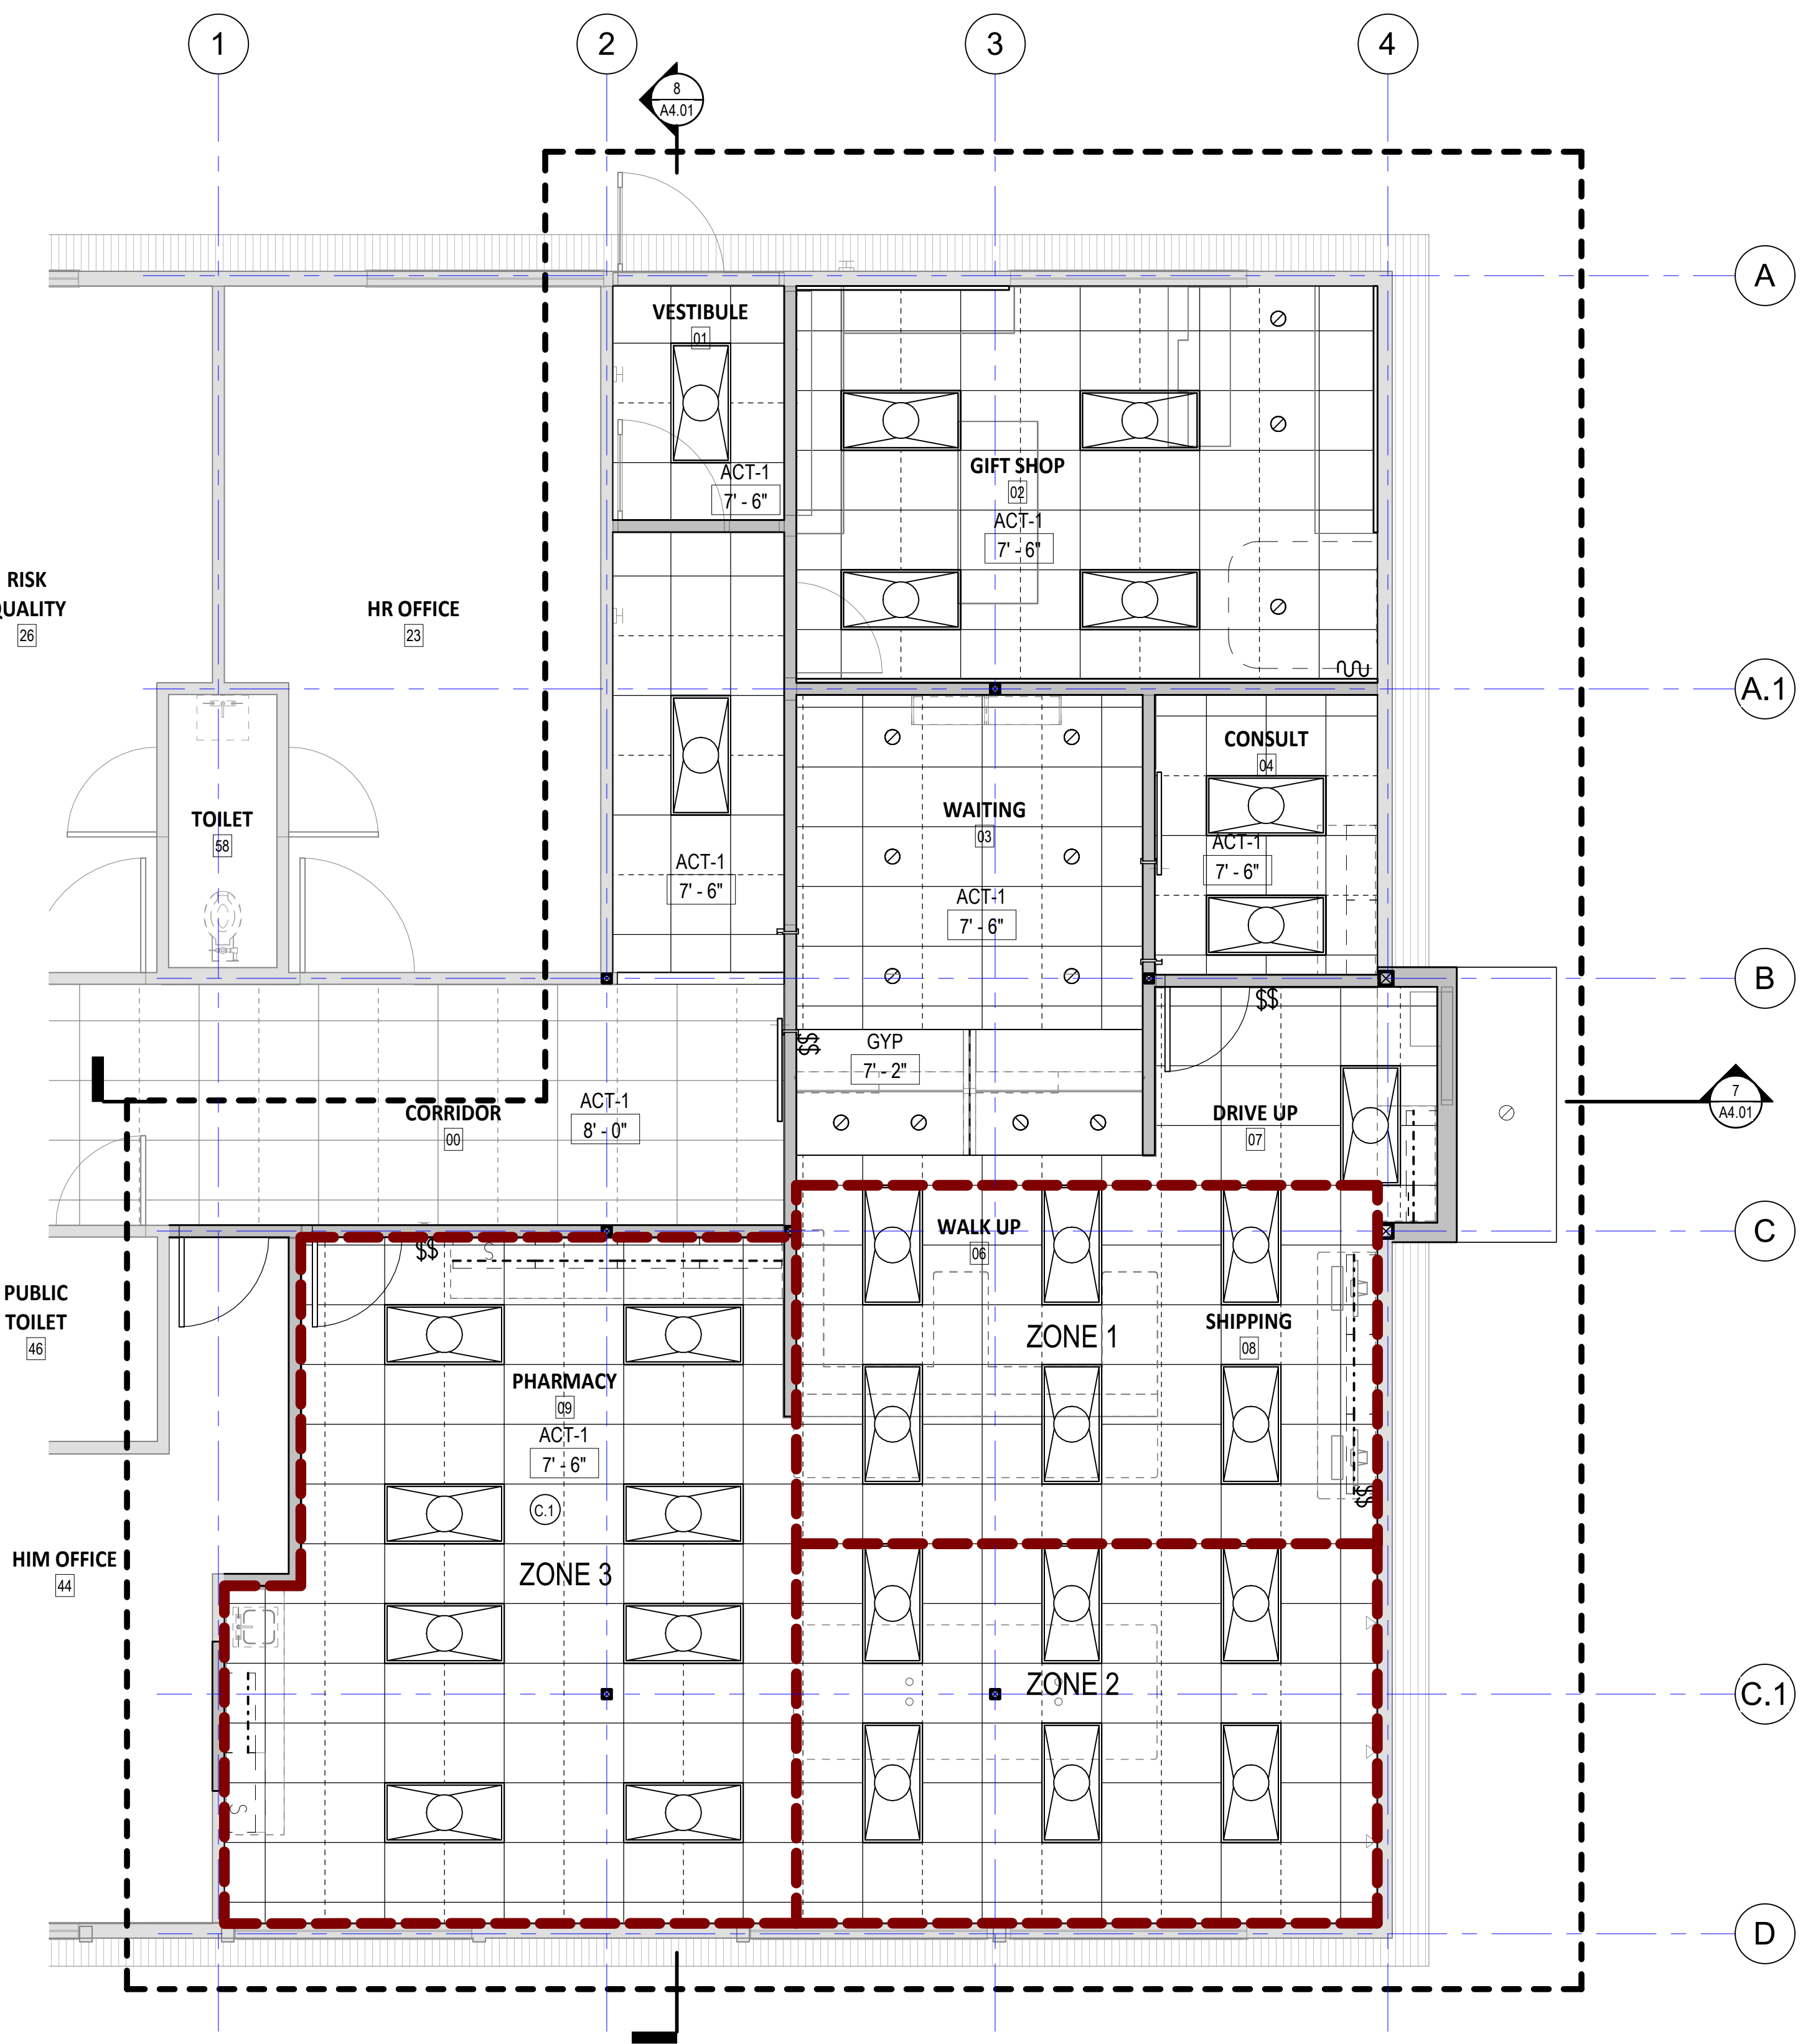 1
2
3
4
8
A4.01
A
VESTIBULE
01
ACT-1
7' - 6"
GIFT SHOP
02
ACT-1
7' - 6"
RISK
QUALITY
26
HR OFFICE
23
A.1
TOILET
58
CONSULT
04
ACT-1
7' - 6"
WAITING
03
ACT-1
7' - 6"
ACT-1
7' - 6"
B
$$
$$
GYP
7' - 2"
CORRIDOR
00
ACT-1
8' - 0"
DRIVE UP
07
7
A4.01
WALK UP
06
C
$$
S
PUBLIC
TOILET
46
ZONE 1
SHIPPING
08
PHARMACY
09
ACT-1
7' - 6"
C.1
$$
HIM OFFICE
44
ZONE 3
ZONE 2
C.1
S
D